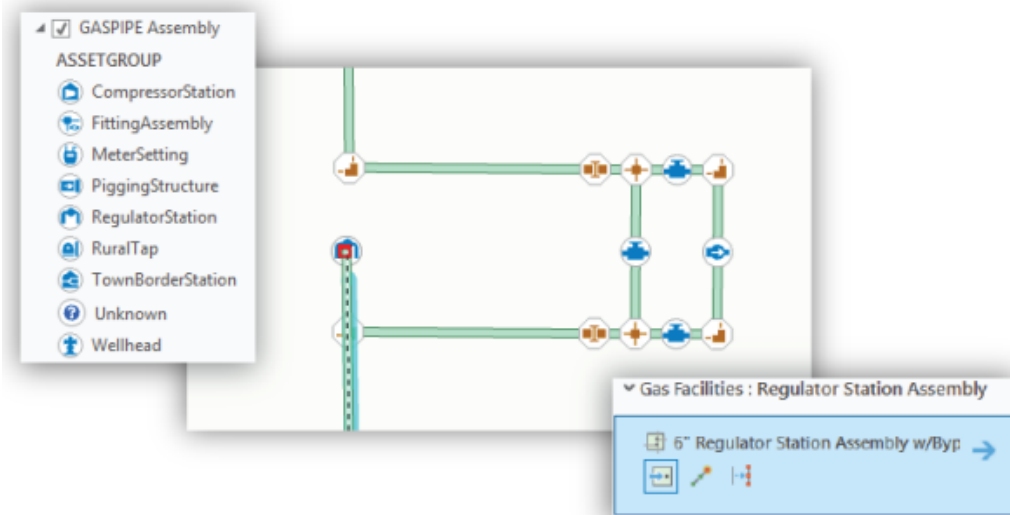 GASPIPE Assembly
ASSETGROUP
CompressorStation
FittingAssembly
MeterSetting
PiggingStructure
RegulatorStation
RuralTap
TownBorderStation
Unknown
Wellhead
Gas Facilities : Regulator Station Assembly
6" Regulator Station Assembly w/Byp